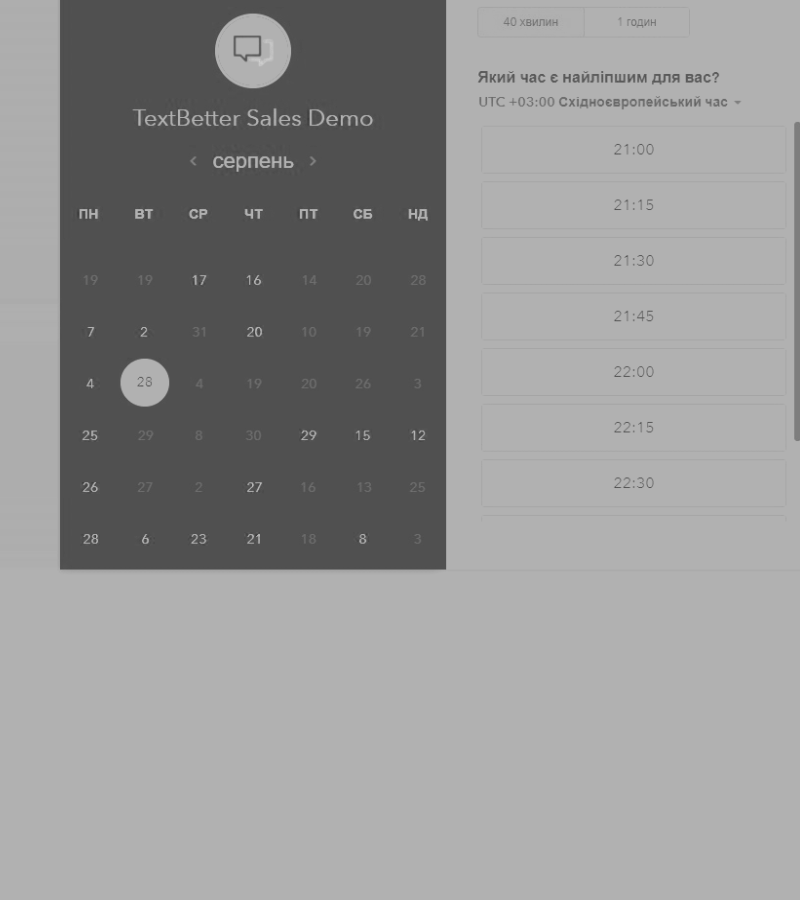 TextBetter Sales Demo
серпень
ПН ВТ СР ЧТ ПТ СБ НД
19 19 17 16 14 20 28
7 2 31 20 10 19 21
4 28 4 19 20 26 3
25 29 8 30 29 15 12
26 27 2 27 16 13 25
28 6 23 21 18 8 3
40 хвилин 1 годин
Який час є найліпшим для вас?
UTC +03:00 Східноєвропейський час
21:00
21:15
21:30
21:45
22:00
22:15
22:30